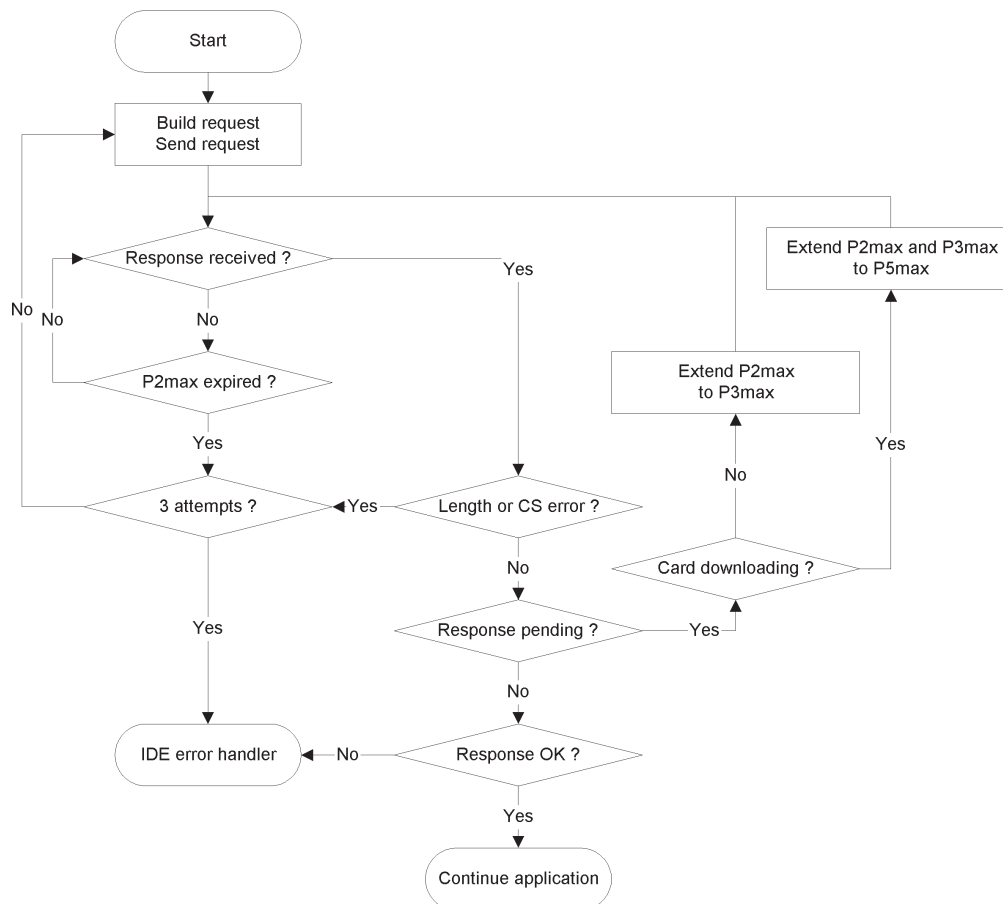 Start
Build request
Send request
Response received ?
Yes
Extend P2max and P3max
to P5max
No
No
No
P2max expired ?
Extend P2max
to P3max
Yes
Yes
No
3 attempts ?
Yes
Length or CS error ?
No
Card downloading ?
Yes
Response pending ?
Yes
No
IDE error handler
No
Response OK ?
Yes
Continue application